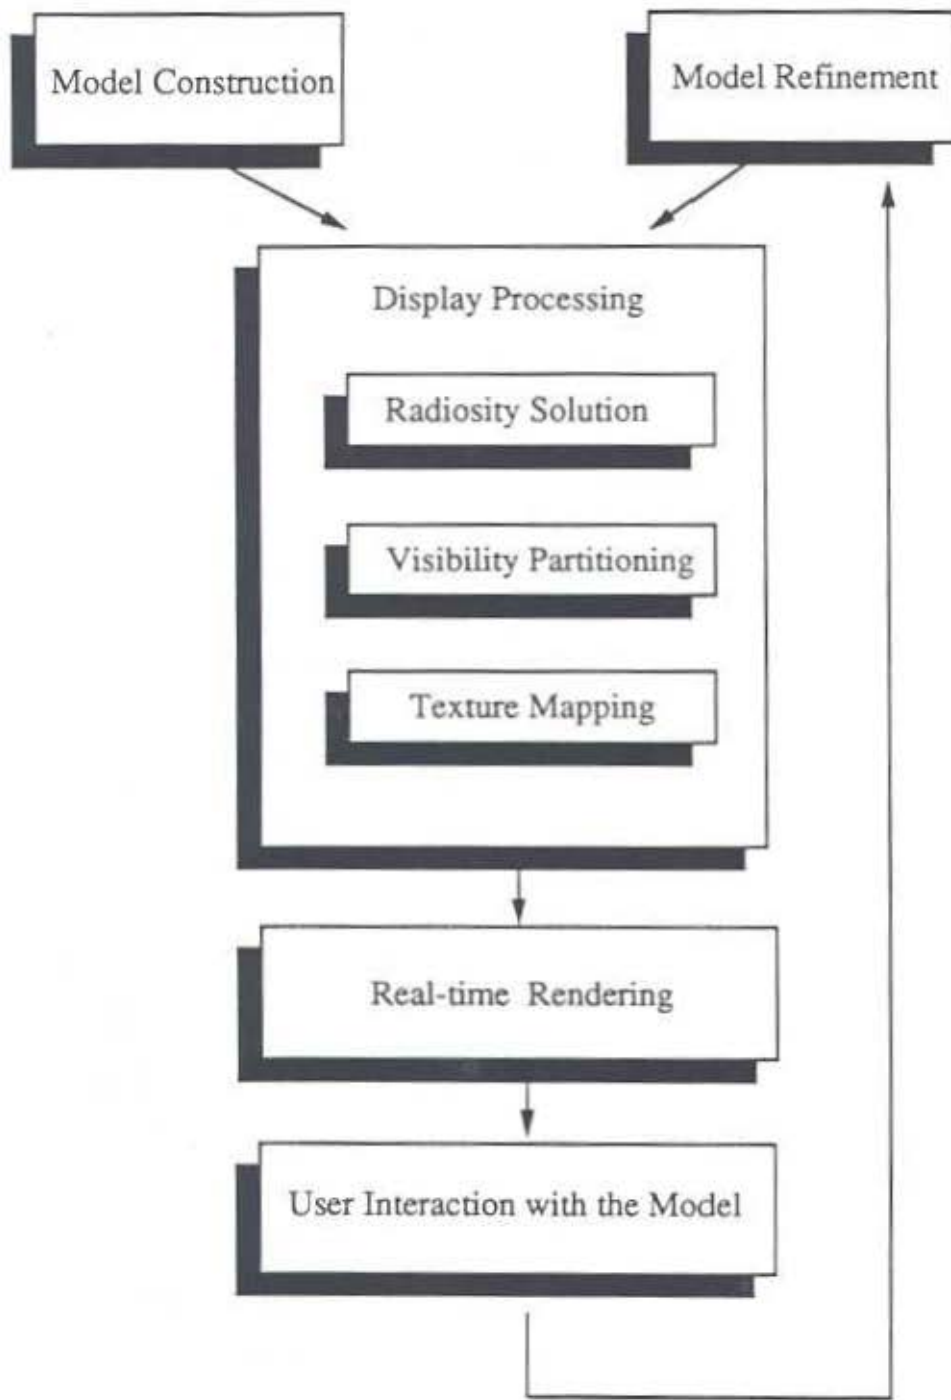 Model Construction
Model Refinement
Display Processing
Radiosity Solution
Visibility Partitioning
Texture Mapping
Real-time Rendering
User Interaction with the Model